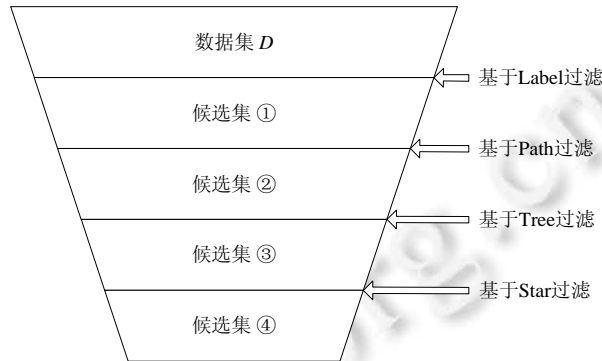 数据集 D
基于Label过滤
候选集 ①
基于Path过滤
候选集 ②
基于Tree过滤
候选集 ③
基于Star过滤
候选集 ④